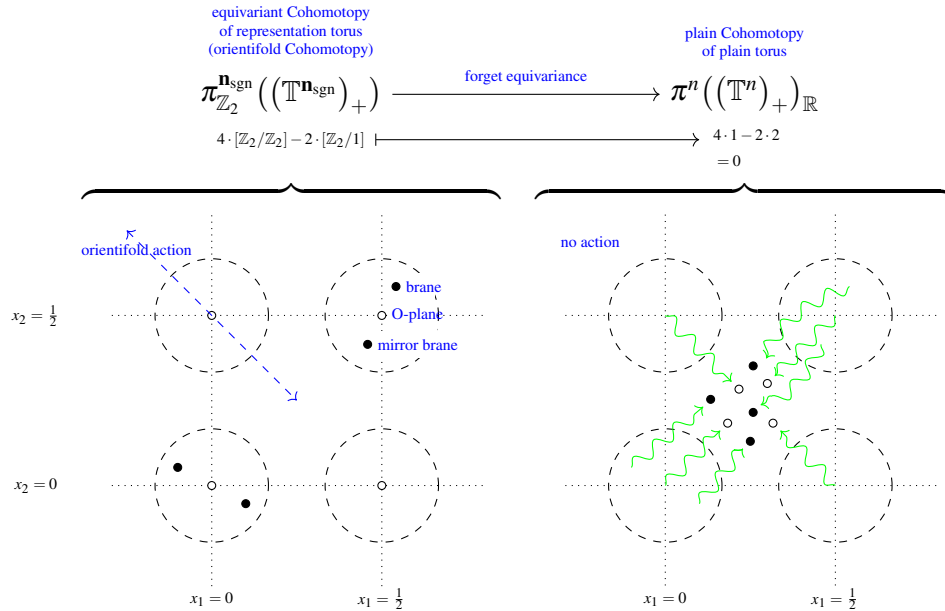 equivariant Cohomotopy
of representation torus
(orientifold Cohomotopy)
plain Cohomotopy
of plain torus
π^{𝐧_sgn}_{ℤ₂}((𝕋^{𝐧_sgn})₊)
forget equivariance
π^n((𝕋^n)₊)_ℝ
4 · [ℤ₂/ℤ₂] − 2 · [ℤ₂/1]
4 · 1 − 2 · 2
= 0
orientifold action
no action
brane
O-plane
mirror brane
x₂ = 1/2
x₂ = 0
x₁ = 0
x₁ = 1/2
x₁ = 0
x₁ = 1/2